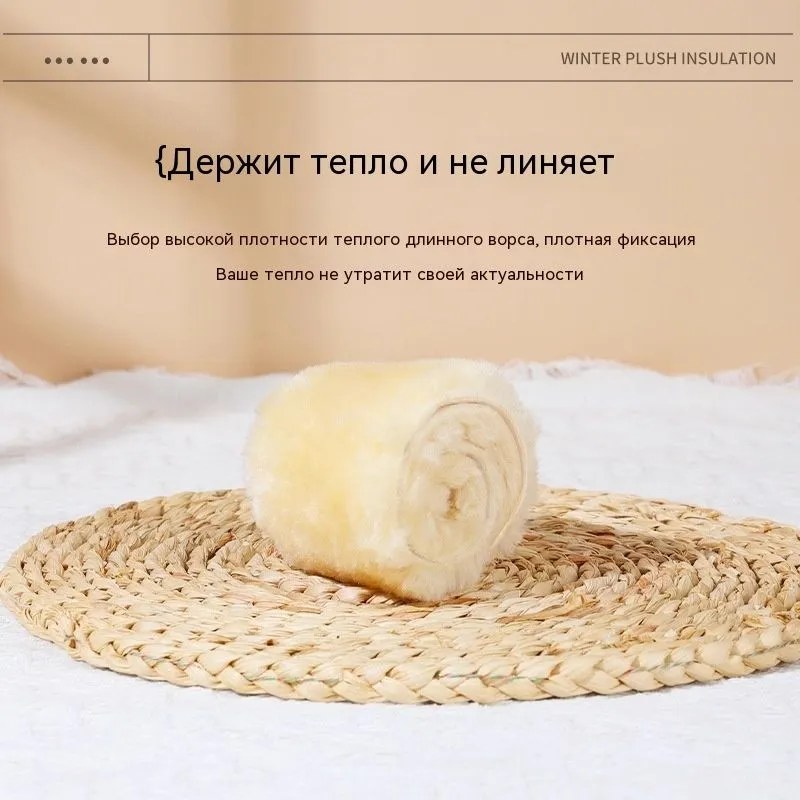 WINTER PLUSH INSULATION
{Держит тепло и не линяет
Выбор высокой плотности теплого длинного ворса, плотная фиксация
Ваше тепло не утратит своей актуальности